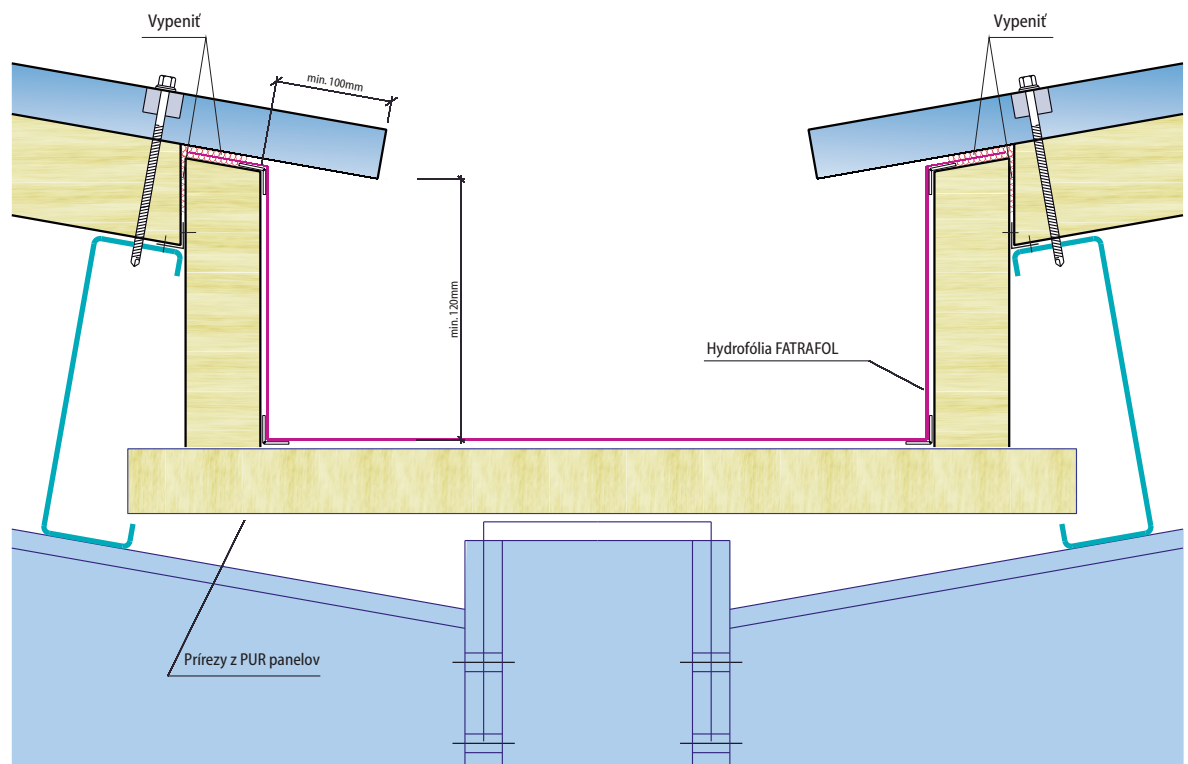 Vypeniť
Vypeniť
min. 100mm
min. 120mm
Hydrofólia FATRAFOL
Prírezy z PUR panelov